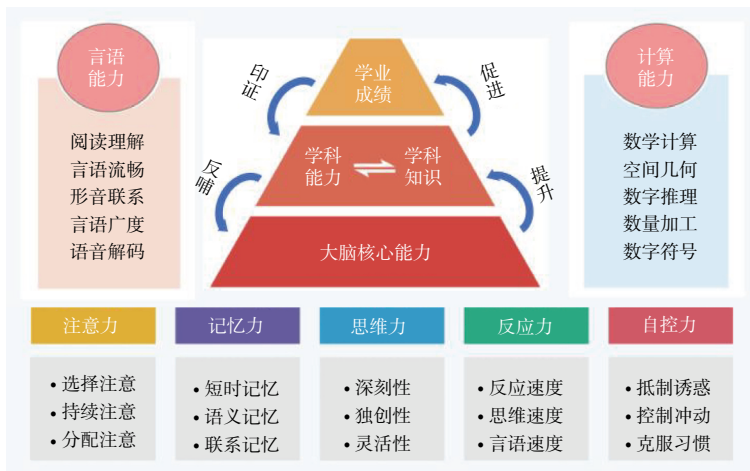 言语
能力
阅读理解
言语流畅
形音联系
言语广度
语音解码
学业
成绩
印证
促进
学科
能力
学科
知识
反哺
提升
大脑核心能力
计算
能力
数学计算
空间几何
数字推理
数量加工
数字符号
注意力
• 选择注意
• 持续注意
• 分配注意
记忆力
• 短时记忆
• 语义记忆
• 联系记忆
思维力
• 深刻性
• 独创性
• 灵活性
反应力
• 反应速度
• 思维速度
• 言语速度
自控力
• 抵制诱惑
• 控制冲动
• 克服习惯